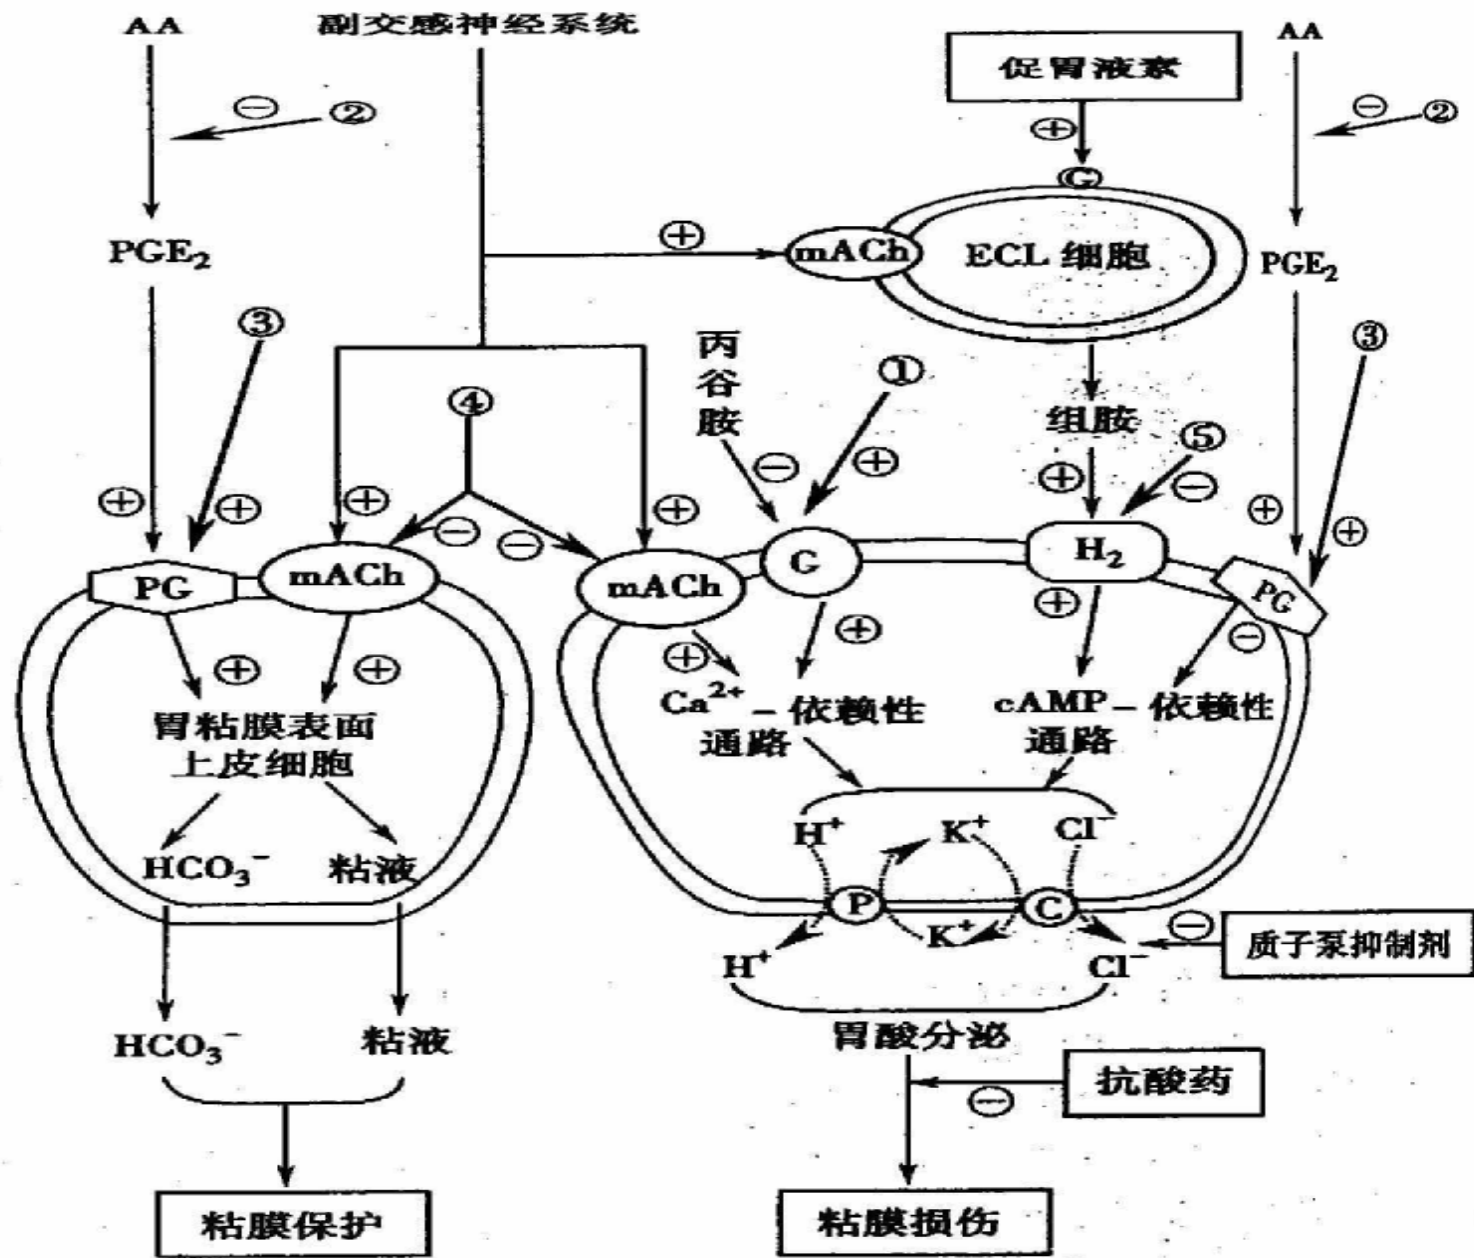 AA
副交感神经系统
促胃液素
AA
⊖
②
⊕
⊖
②
G
PGE₂
⊕
mACh
ECL 细胞
PGE₂
③
丙
谷
胺
①
③
④
组胺
⑤
⊖
⊕
⊕
⊖
⊕
⊕
⊕
⊖
⊖
⊕
⊕
⊕
PG
mACh
mACh
G
H₂
PG
⊕
⊕
⊕
⊕
⊕
⊖
胃粘膜表面
上皮细胞
Ca²⁺-依赖性
通路
cAMP-依赖性
通路
H⁺
K⁺
Cl⁻
HCO₃⁻
粘液
P
C
K⁺
⊖
质子泵抑制剂
H⁺
Cl⁻
胃酸分泌
HCO₃⁻
粘液
⊖
抗酸药
粘膜保护
粘膜损伤